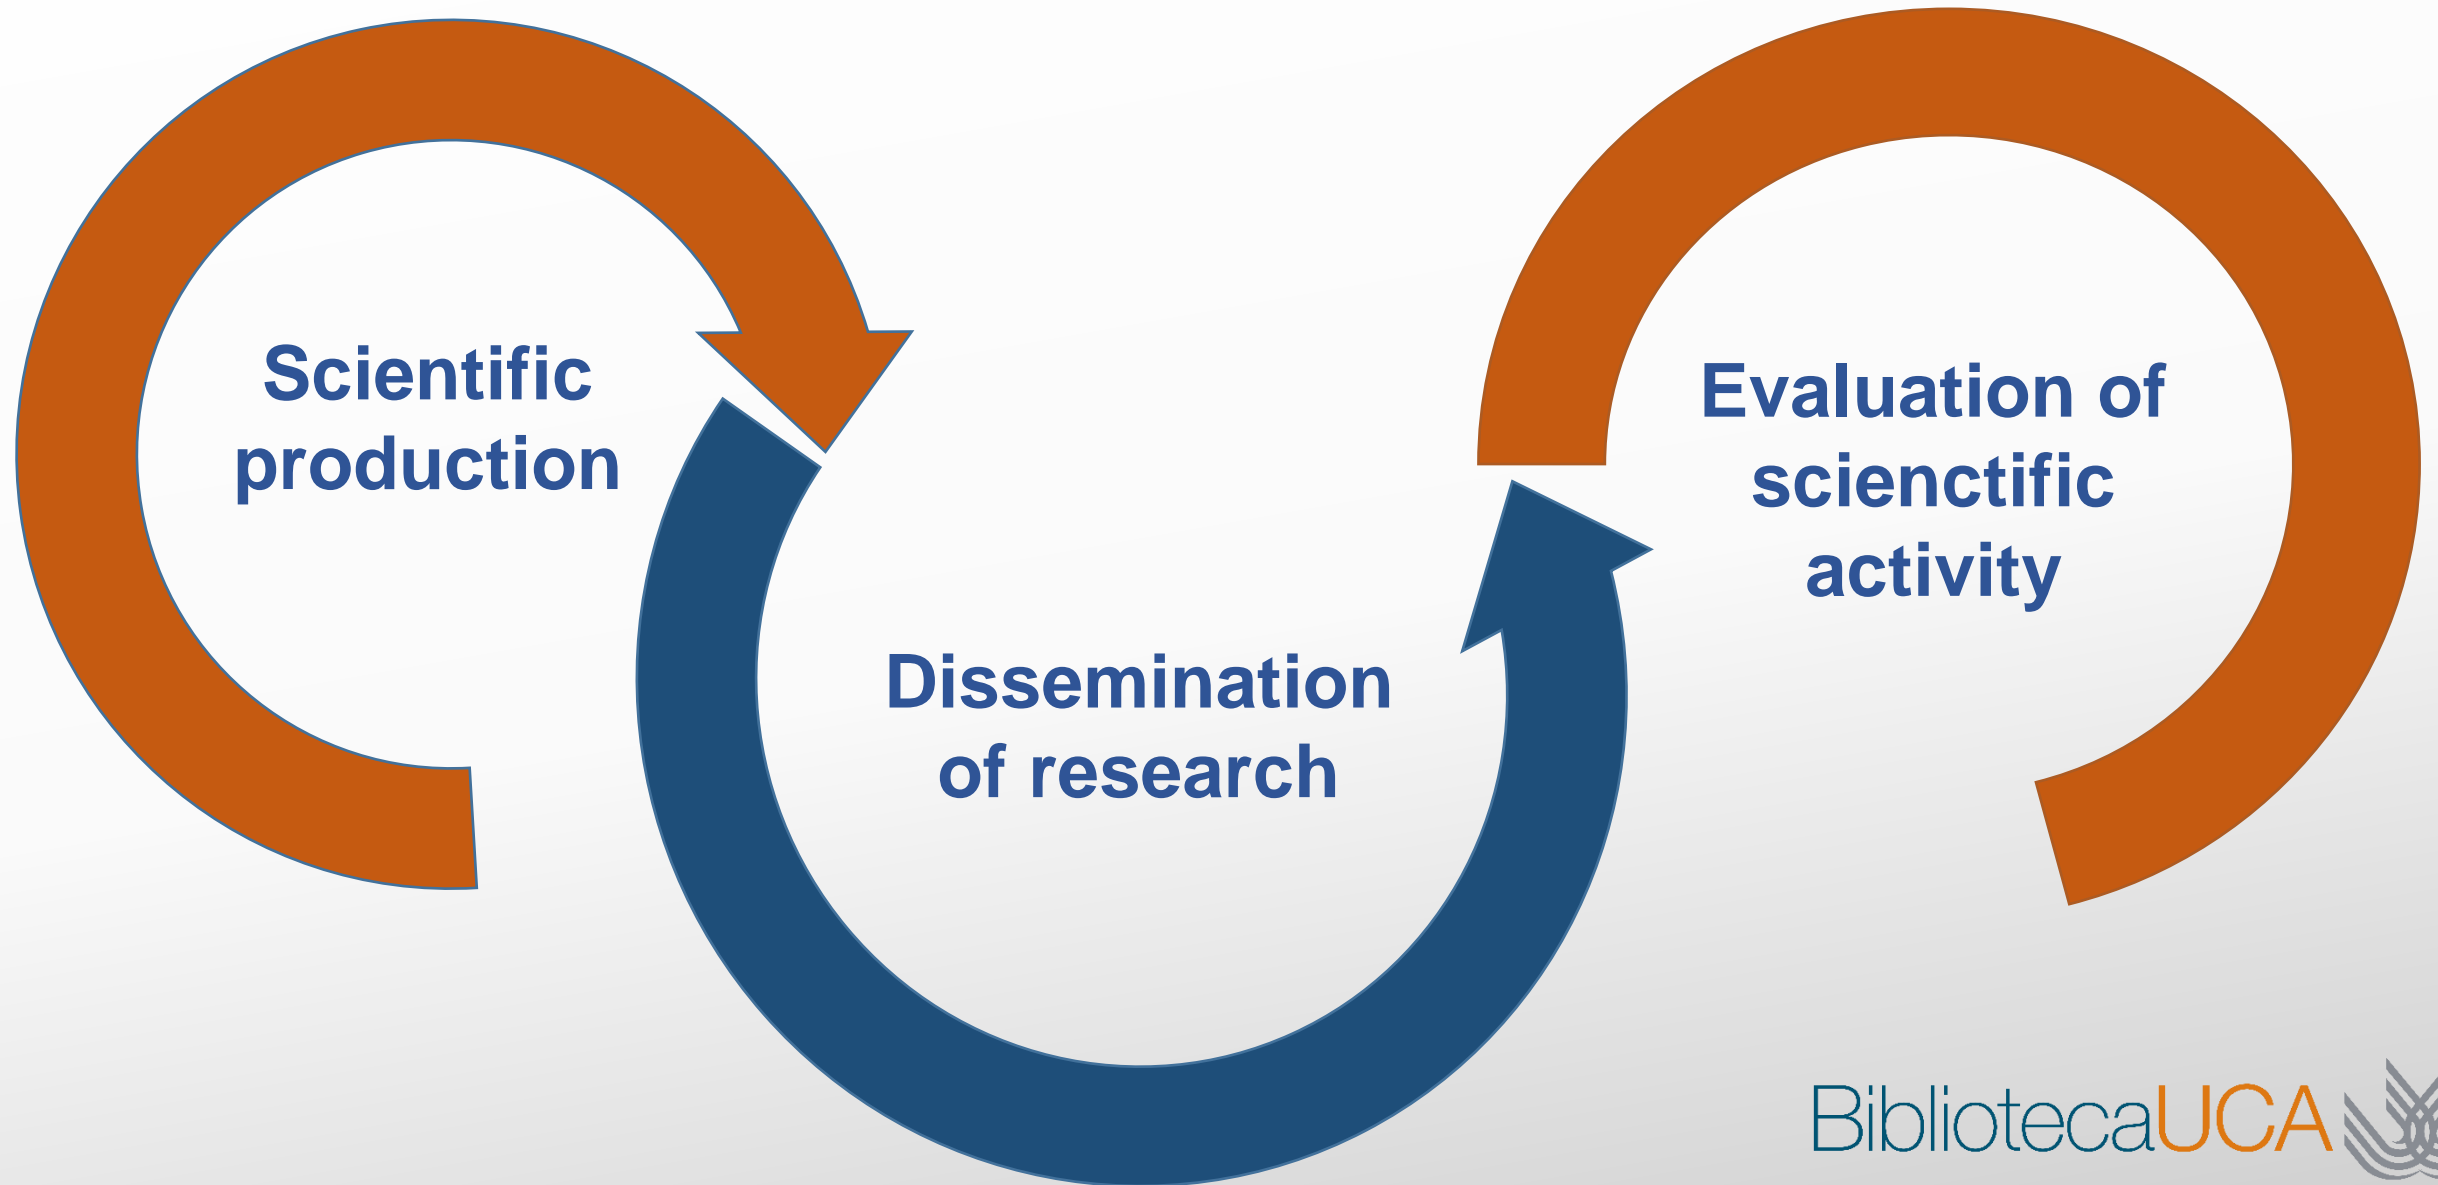 Scientific
production
Dissemination
of research
Evaluation of
scienctific
activity
BibliotecaUCA